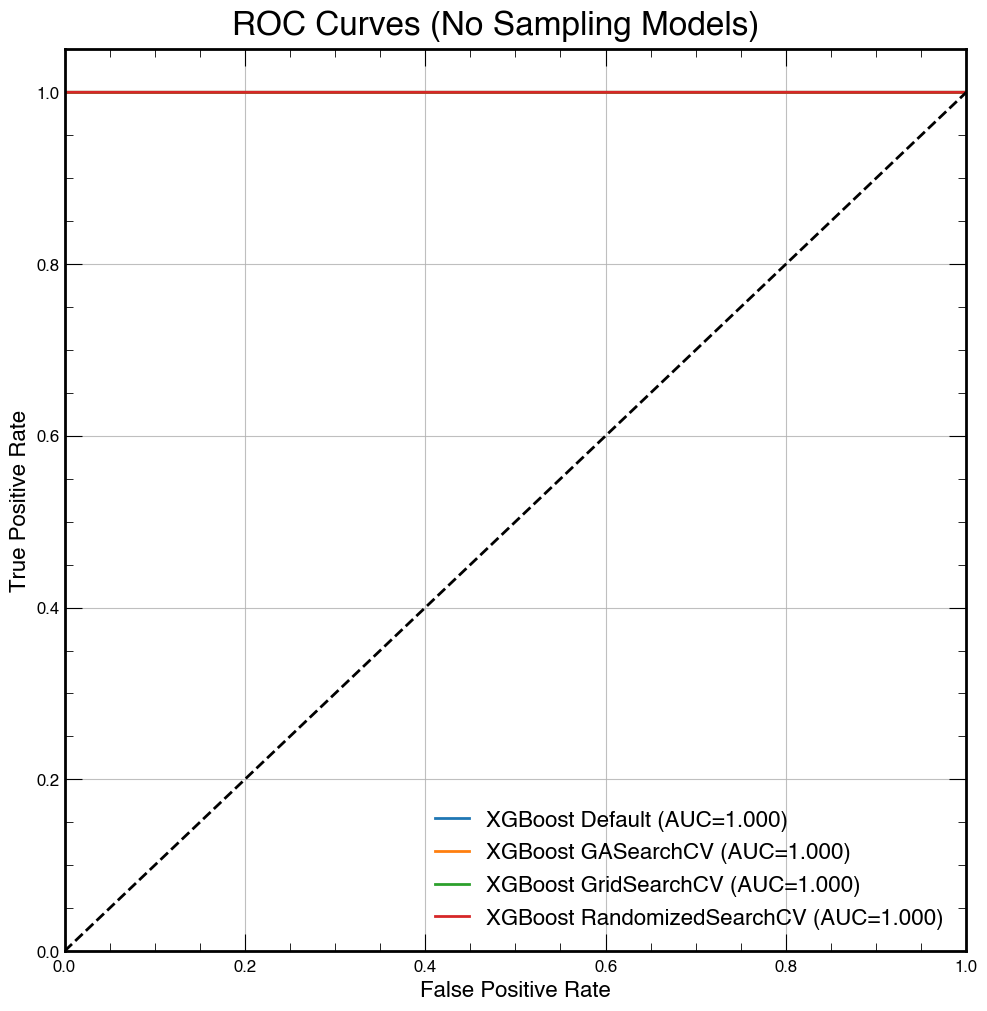 ROC Curves (No Sampling Models)
True Positive Rate
1.0
0.8
0.6
0.4
0.2
0.0
XGBoost Default (AUC=1.000)
XGBoost GASearchCV (AUC=1.000)
XGBoost GridSearchCV (AUC=1.000)
XGBoost RandomizedSearchCV (AUC=1.000)
0.0 0.2 0.4 0.6 0.8 1.0
False Positive Rate